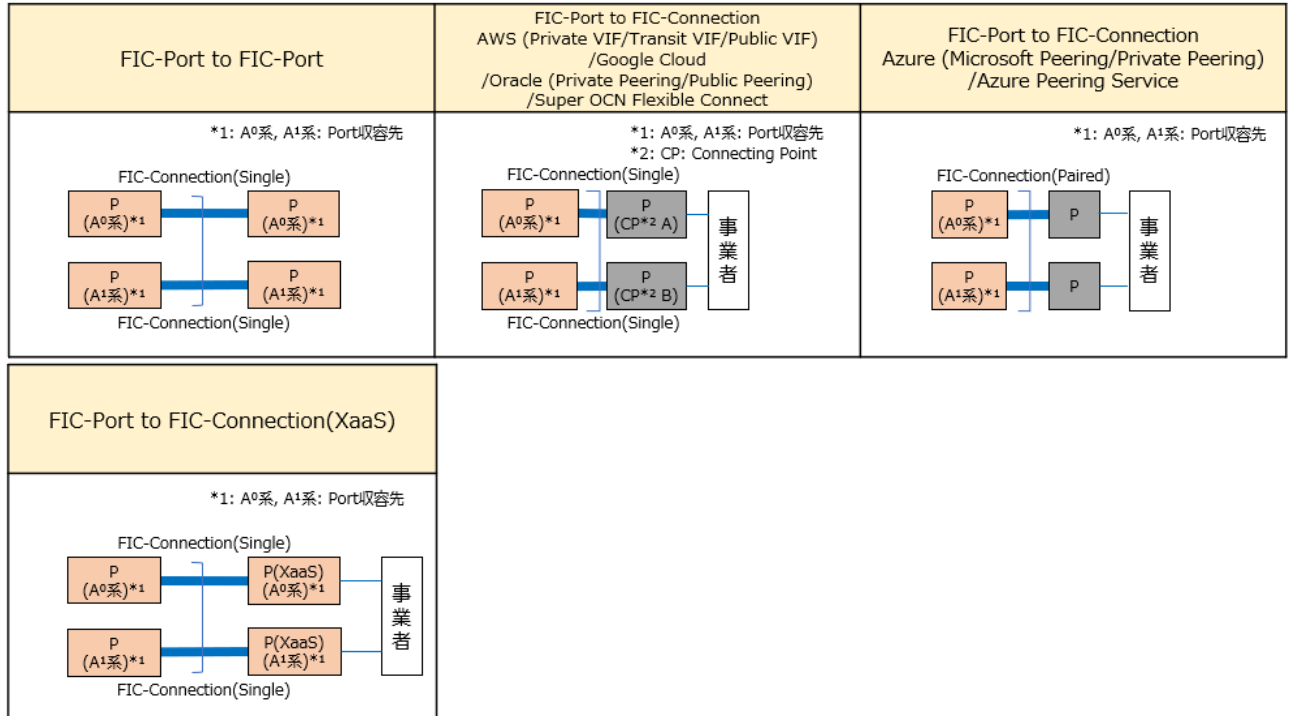 FIC-Port to FIC-Port
*1: A⁰系, A¹系: Port収容先
FIC-Connection(Single)
P
(A⁰系)*1
P
(A⁰系)*1
P
(A¹系)*1
P
(A¹系)*1
FIC-Connection(Single)
FIC-Port to FIC-Connection
AWS (Private VIF/Transit VIF/Public VIF)
/Google Cloud
/Oracle (Private Peering/Public Peering)
/Super OCN Flexible Connect
*1: A⁰系, A¹系: Port収容先
*2: CP: Connecting Point
FIC-Connection(Single)
P
(A⁰系)*1
P
(CP*2 A)
P
(A¹系)*1
P
(CP*2 B)
事業者
FIC-Connection(Single)
FIC-Port to FIC-Connection
Azure (Microsoft Peering/Private Peering)
/Azure Peering Service
*1: A⁰系, A¹系: Port収容先
FIC-Connection(Paired)
P
(A⁰系)*1
P
P
(A¹系)*1
P
事業者
FIC-Port to FIC-Connection(XaaS)
*1: A⁰系, A¹系: Port収容先
FIC-Connection(Single)
P
(A⁰系)*1
P(XaaS)
(A⁰系)*1
P
(A¹系)*1
P(XaaS)
(A¹系)*1
事業者
FIC-Connection(Single)